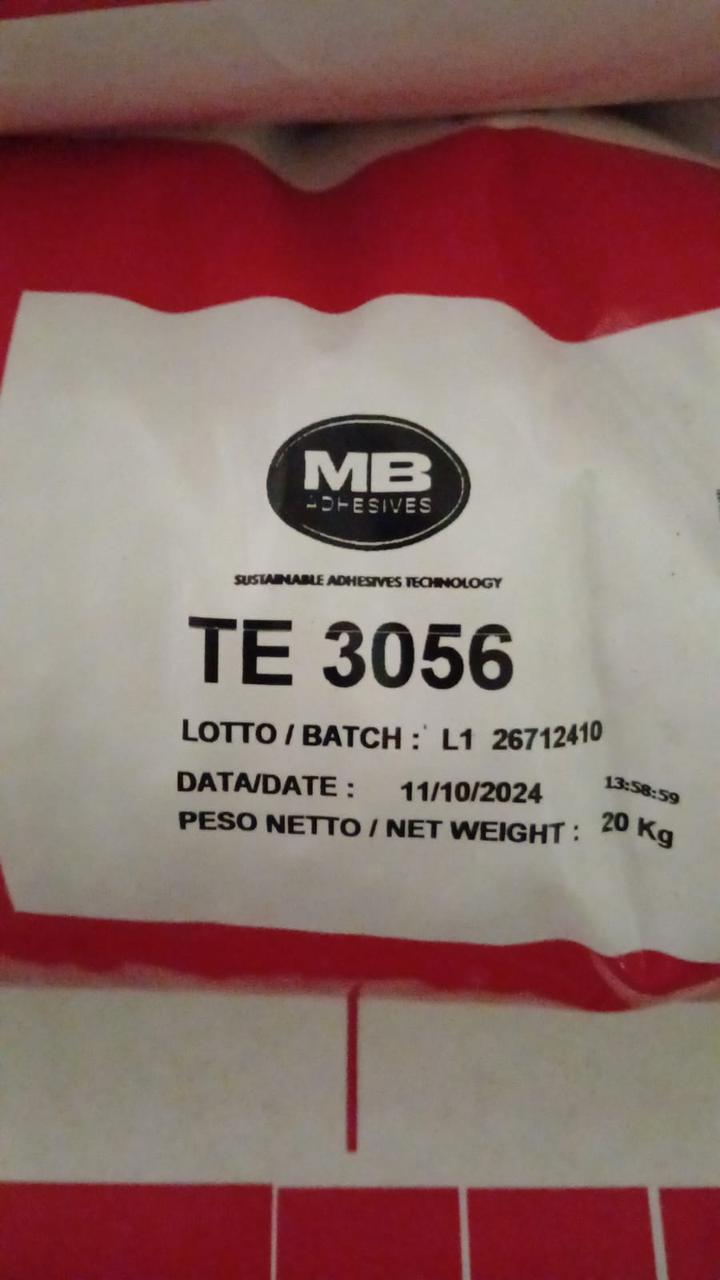 MB
ADHESIVES
SUSTAINABLE ADHESIVES TECHNOLOGY
TE 3056
LOTTO / BATCH : L1 26712410
DATA/DATE : 11/10/2024 13:58:59
PESO NETTO / NET WEIGHT : 20 Kg